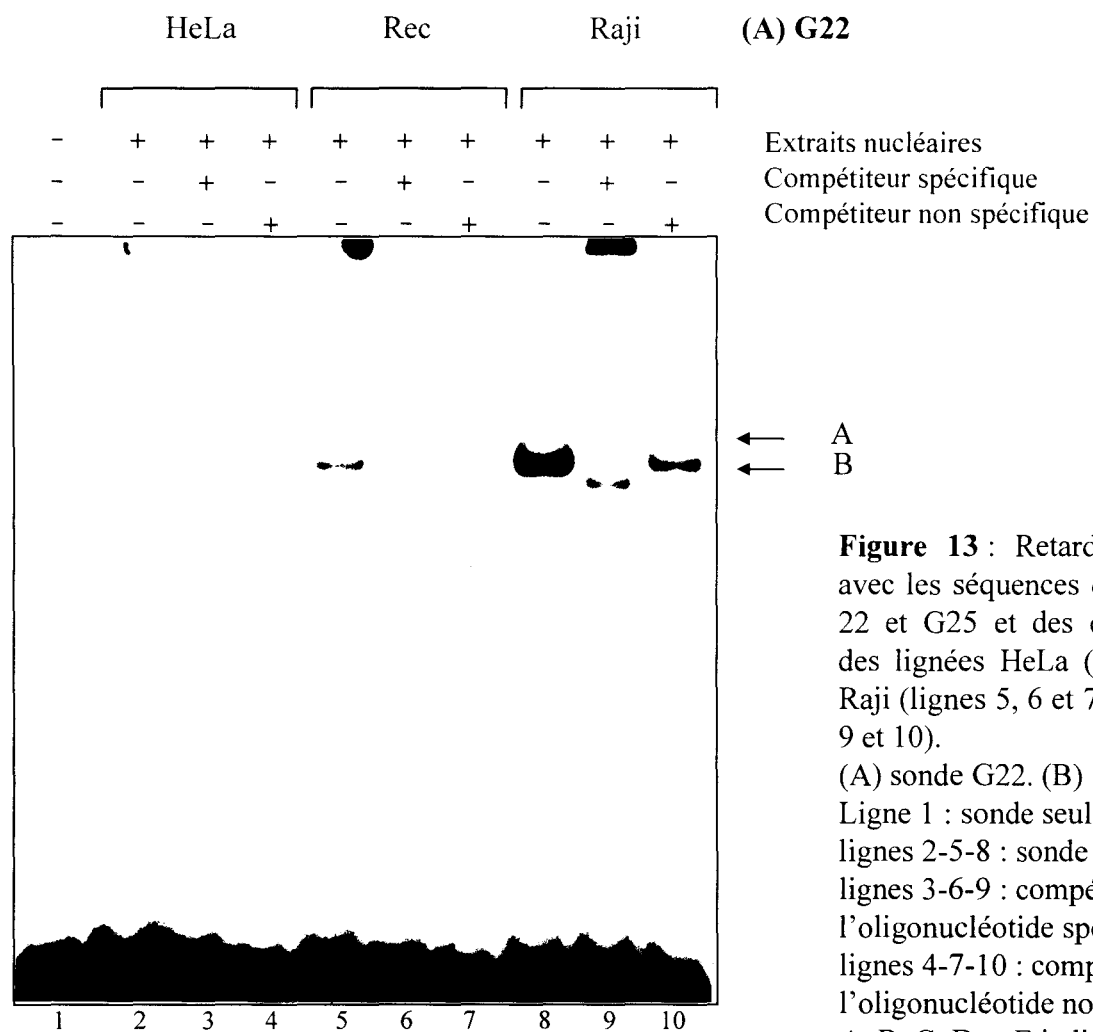 HeLa Rec Raji (A) G22
- + + + + + + + + + Extraits nucléaires
- - + - - + - - + - Compétiteur spécifique
- - - + - - + - - + Compétiteur non spécifique
A
B
Figure 13 : Retard
avec les séquences
22 et G25 et des
des lignées HeLa (
Raji (lignes 5, 6 et 7
9 et 10).
(A) sonde G22. (B)
Ligne 1 : sonde seul
lignes 2-5-8 : sonde
lignes 3-6-9 : compé
l'oligonucléotide spé
lignes 4-7-10 : comp
l'oligonucléotide no
1 2 3 4 5 6 7 8 9 10